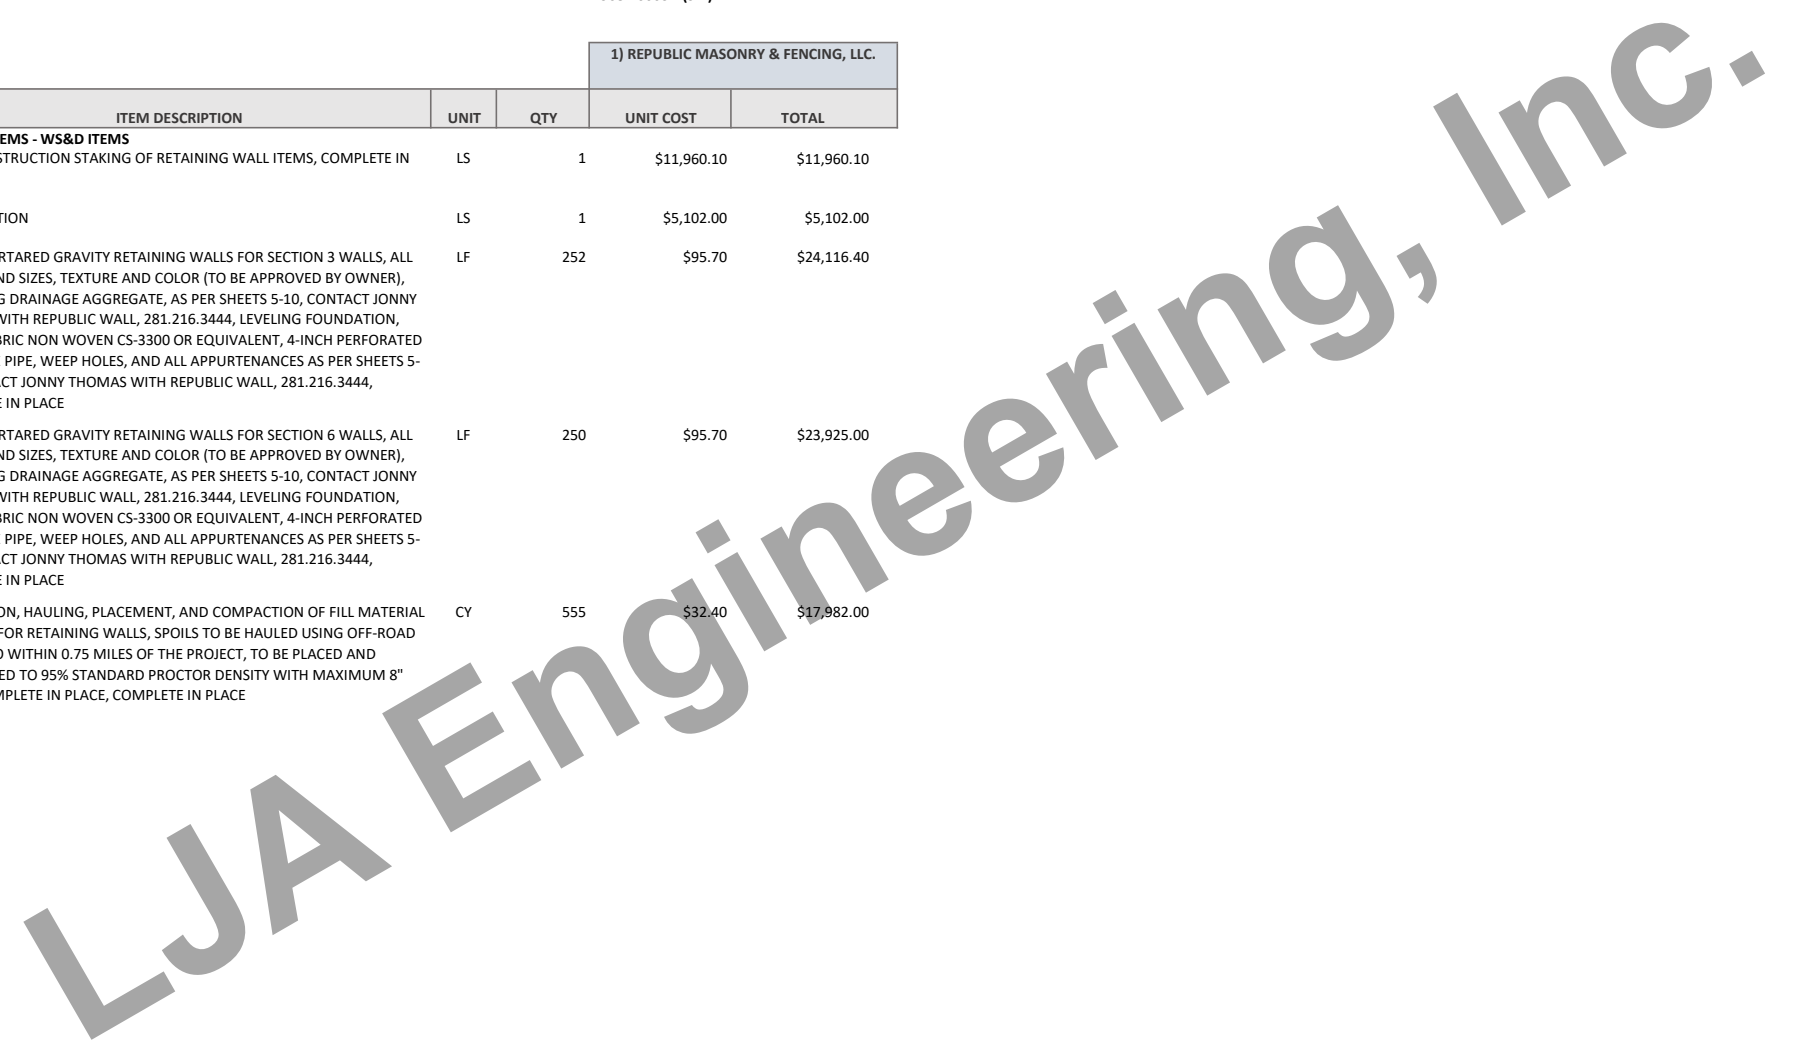 1) REPUBLIC MASONRY & FENCING, LLC.
ITEM DESCRIPTION UNIT QTY UNIT COST TOTAL
EMS - WS&D ITEMS
STRUCTION STAKING OF RETAINING WALL ITEMS, COMPLETE IN LS 1 $11,960.10 $11,960.10
TION LS 1 $5,102.00 $5,102.00
RTARED GRAVITY RETAINING WALLS FOR SECTION 3 WALLS, ALL LF 252 $95.70 $24,116.40
ND SIZES, TEXTURE AND COLOR (TO BE APPROVED BY OWNER),
G DRAINAGE AGGREGATE, AS PER SHEETS 5-10, CONTACT JONNY
WITH REPUBLIC WALL, 281.216.3444, LEVELING FOUNDATION,
BRIC NON WOVEN CS-3300 OR EQUIVALENT, 4-INCH PERFORATED
PIPE, WEEP HOLES, AND ALL APPURTENANCES AS PER SHEETS 5-
ACT JONNY THOMAS WITH REPUBLIC WALL, 281.216.3444,
E IN PLACE
RTARED GRAVITY RETAINING WALLS FOR SECTION 6 WALLS, ALL LF 250 $95.70 $23,925.00
ND SIZES, TEXTURE AND COLOR (TO BE APPROVED BY OWNER),
G DRAINAGE AGGREGATE, AS PER SHEETS 5-10, CONTACT JONNY
WITH REPUBLIC WALL, 281.216.3444, LEVELING FOUNDATION,
BRIC NON WOVEN CS-3300 OR EQUIVALENT, 4-INCH PERFORATED
PIPE, WEEP HOLES, AND ALL APPURTENANCES AS PER SHEETS 5-
ACT JONNY THOMAS WITH REPUBLIC WALL, 281.216.3444,
E IN PLACE
ON, HAULING, PLACEMENT, AND COMPACTION OF FILL MATERIAL CY 555 $32.40 $17,982.00
FOR RETAINING WALLS, SPOILS TO BE HAULED USING OFF-ROAD
D WITHIN 0.75 MILES OF THE PROJECT, TO BE PLACED AND
ED TO 95% STANDARD PROCTOR DENSITY WITH MAXIMUM 8"
MPLETE IN PLACE, COMPLETE IN PLACE
LJA Engineering, Inc.